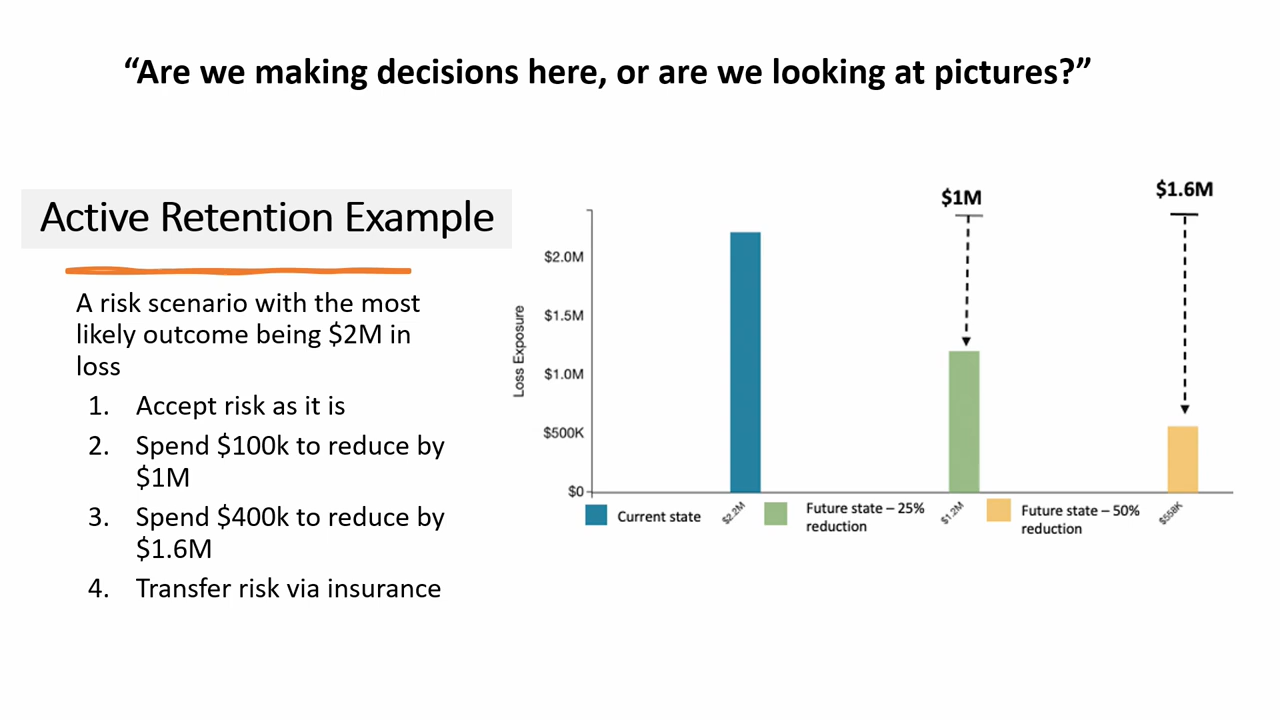 “Are we making decisions here, or are we looking at pictures?”
Active Retention Example
A risk scenario with the most
likely outcome being $2M in
loss
1. Accept risk as it is
2. Spend $100k to reduce by
$1M
3. Spend $400k to reduce by
$1.6M
4. Transfer risk via insurance
$1M
$1.6M
Loss Exposure
$2.0M
$1.5M
$1.0M
$500K
$0
$2.2M
$1.2M
$558K
Current state
Future state – 25%
reduction
Future state – 50%
reduction